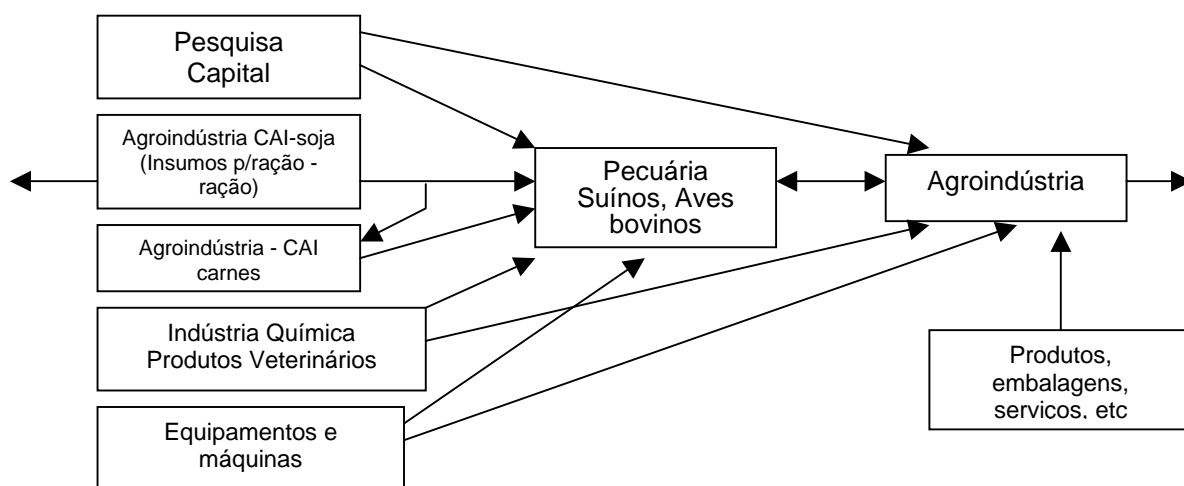 Pesquisa
Capital
Agroindústria CAI-soja
(Insumos p/ração -
ração)
Agroindústria - CAI
carnes
Indústria Química
Produtos Veterinários
Equipamentos e
máquinas
Pecuária
Suínos, Aves
bovinos
Agroindústria
Produtos,
embalagens,
servicos, etc